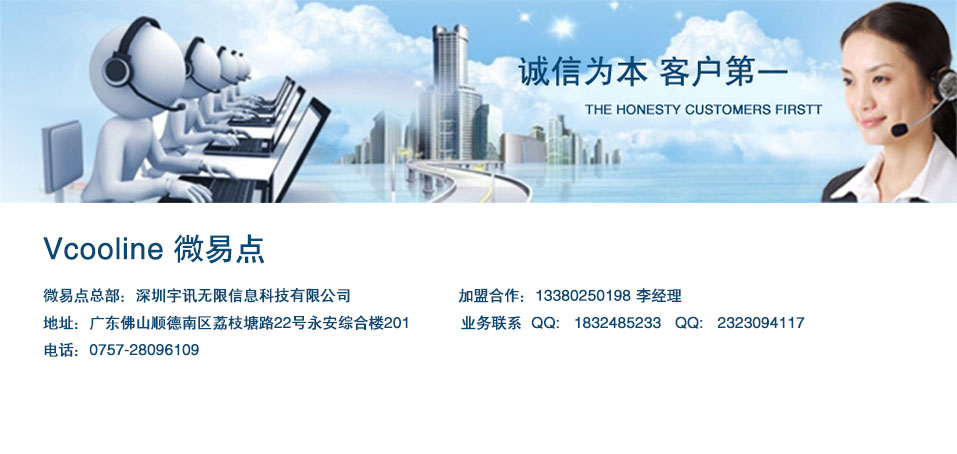 诚信为本 客户第一
THE HONESTY CUSTOMERS FIRSTT
Vcooline 微易点
微易点总部：深圳宇讯无限信息科技有限公司
加盟合作：13380250198 李经理
地址：广东佛山顺德南区荔枝塘路22号永安综合楼201
业务联系 QQ: 1832485233 QQ: 2323094117
电话：0757-28096109